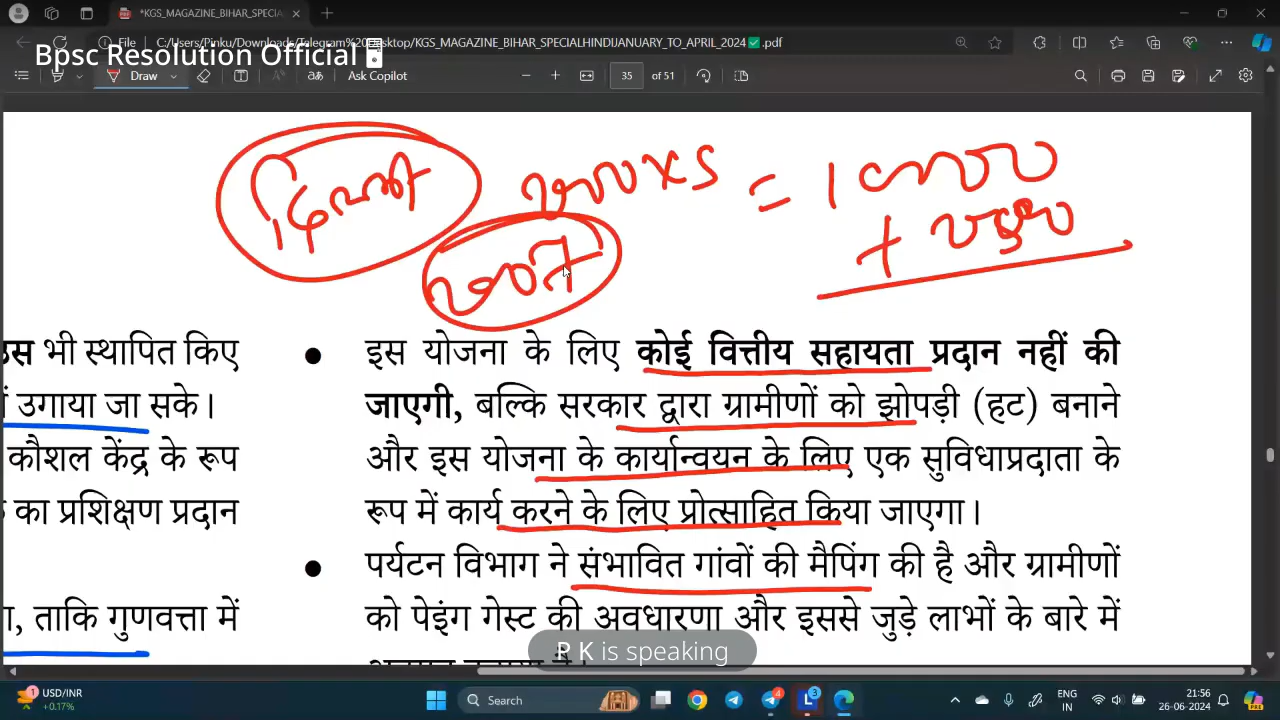 *KGS_MAGAZINE_BIHAR_SPECIA
File C:/Users/Pinku/Downloads/Telegram%20Desktop/KGS_MAGAZINE_BIHAR_SPECIALHINDIJANUARY_TO_APRIL_2024✅.pdf
Bpsc Resolution Official
Draw
Ask Copilot
35 of 51
दिल्ली
= 10000
+
भी स्थापित किए
उगाया जा सके।
कौशल केंद्र के रूप
का प्रशिक्षण प्रदान
ताकि गुणवत्ता में
● इस योजना के लिए कोई वित्तीय सहायता प्रदान नहीं की
जाएगी, बल्कि सरकार द्वारा ग्रामीणों को झोपड़ी (हट) बनाने
और इस योजना के कार्यान्वयन के लिए एक सुविधाप्रदाता के
रूप में कार्य करने के लिए प्रोत्साहित किया जाएगा।
● पर्यटन विभाग ने संभावित गांवों की मैपिंग की है और ग्रामीणों
को पेइंग गेस्ट की अवधारणा और इससे जुड़े लाभों के बारे में
P K is speaking
USD/INR
+0.17%
Search
ENG
IN
21:56
26-06-2024